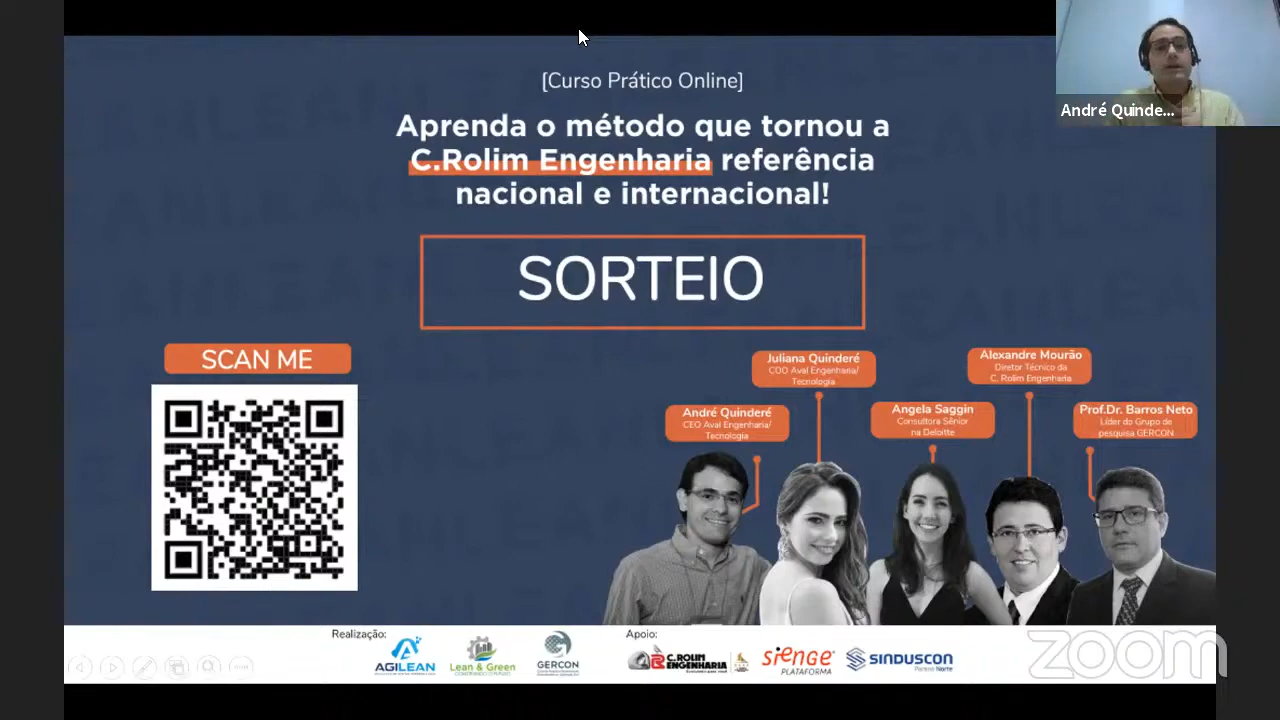 [Curso Prático Online]
Aprenda o método que tornou a
C.Rolim Engenharia referência
nacional e internacional!
SORTEIO
André Quinde...
SCAN ME
Juliana Quinderé
COO Aval Engenharia/
Tecnologia
Alexandre Mourão
Diretor Técnico da
C. Rolim Engenharia
André Quinderé
CEO Aval Engenharia/
Tecnologia
Angela Saggin
Consultora Sênior
na Deloitte
Prof.Dr. Barros Neto
Líder do Grupo de
pesquisa GERCON
Realização:
AGILEAN
Lean & Green
GERCON
Apoio:
C.ROLIM
ENGENHARIA
sienge
PLATAFORMA
SINDUSCON
Paraná Norte
zoom